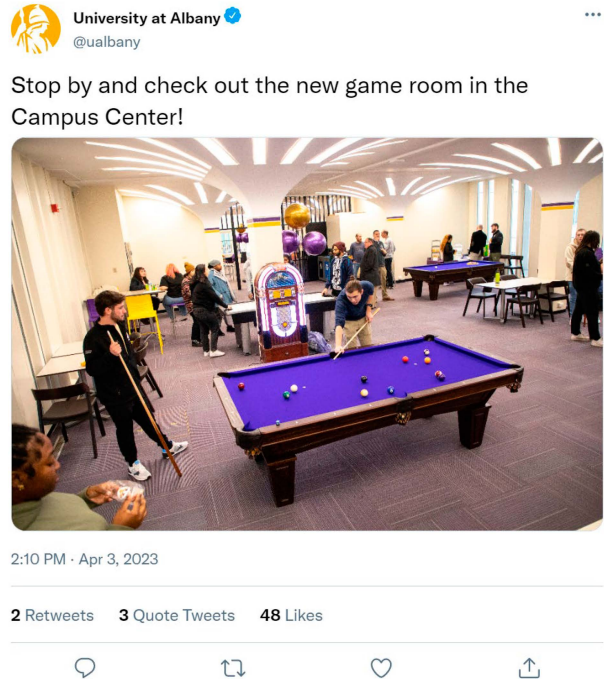 University at Albany
@ualbany
Stop by and check out the new game room in the
Campus Center!
2:10 PM · Apr 3, 2023
2 Retweets 3 Quote Tweets 48 Likes